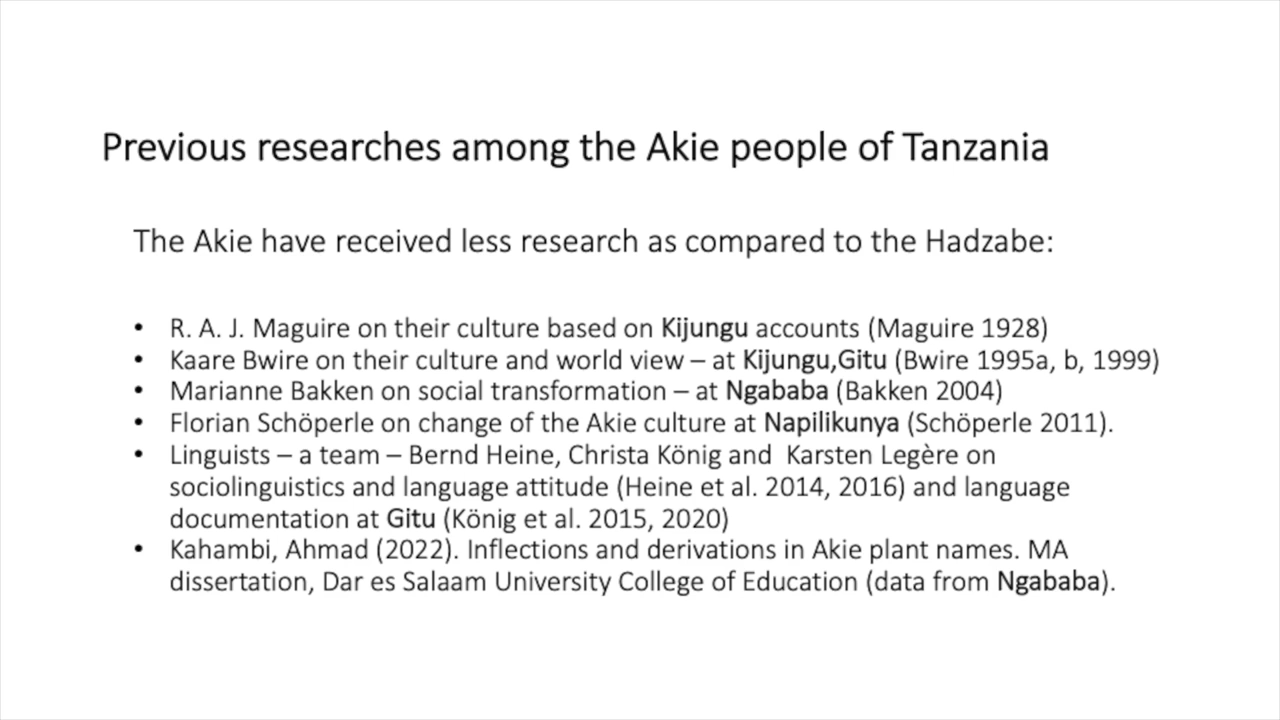 Previous researches among the Akie people of Tanzania
The Akie have received less research as compared to the Hadzabe:
• R. A. J. Maguire on their culture based on Kijungu accounts (Maguire 1928)
• Kaare Bwire on their culture and world view – at Kijungu,Gitu (Bwire 1995a, b, 1999)
• Marianne Bakken on social transformation – at Ngababa (Bakken 2004)
• Florian Schöperle on change of the Akie culture at Napilikunya (Schöperle 2011).
• Linguists – a team – Bernd Heine, Christa König and  Karsten Legère on
sociolinguistics and language attitude (Heine et al. 2014, 2016) and language
documentation at Gitu (König et al. 2015, 2020)
• Kahambi, Ahmad (2022). Inflections and derivations in Akie plant names. MA
dissertation, Dar es Salaam University College of Education (data from Ngababa).